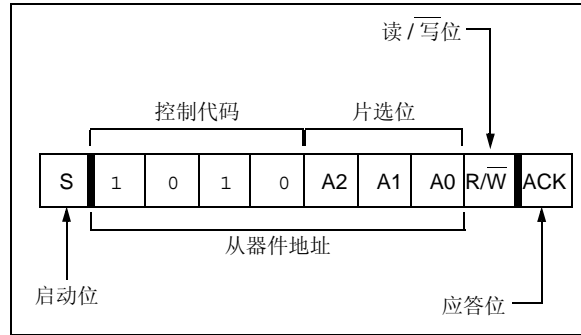 读 / 写位
控制代码 片选位
S 1 0 1 0 A2 A1 A0 R/W ACK
从器件地址
启动位
应答位